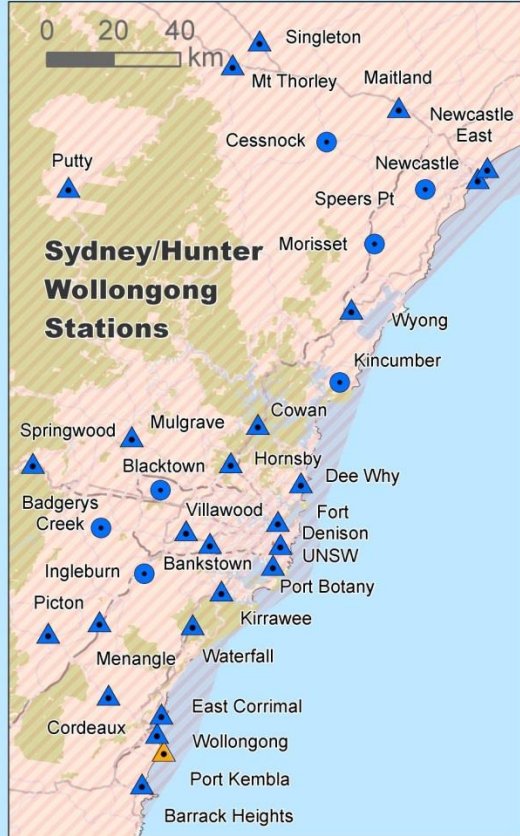 0 20 40
km
Singleton
Mt Thorley
Maitland
Cessnock
Newcastle
East
Putty
Newcastle
Speers Pt
Sydney/Hunter
Wollongong
Stations
Morisset
Wyong
Kincumber
Cowan
Mulgrave
Springwood
Hornsby
Blacktown
Dee Why
Badgerys
Creek
Villawood
Fort
Denison
UNSW
Bankstown
Ingleburn
Port Botany
Picton
Kirrawee
Menangle
Waterfall
East Corrimal
Cordeaux
Wollongong
Port Kembla
Barrack Heights